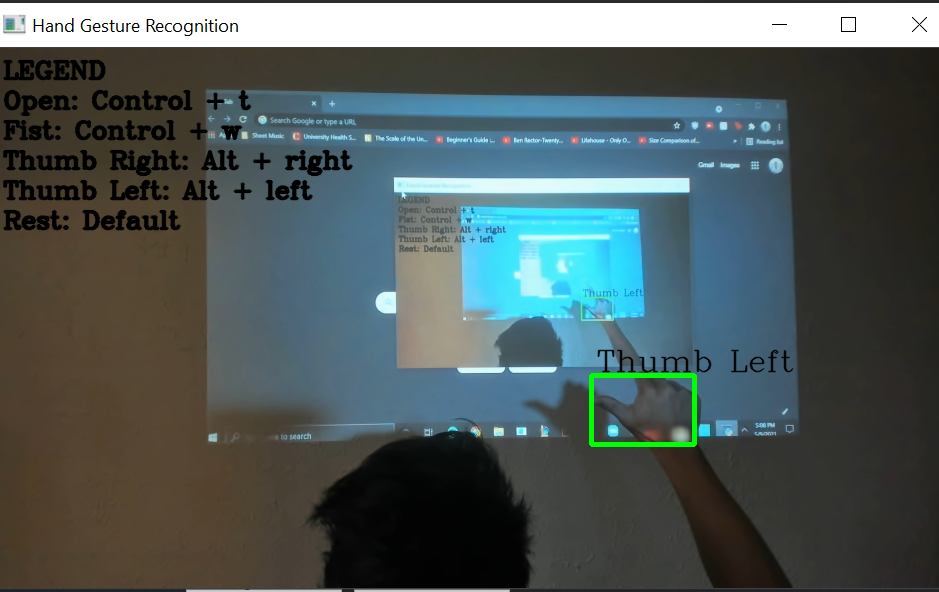 Hand Gesture Recognition
LEGEND
Open: Control + t
Fist: Control + w
Thumb Right: Alt + right
Thumb Left: Alt + left
Rest: Default
Search Google or type a URL
Sheet Music University Health S... The Scale of the Un... Beginner's Guide ... Ben Rector-Twenty... Lifehouse - Only O... Size Comparison of... Reading list
Gmail Images
LEGEND
Open: Control + t
Fist: Control + w
Thumb Right: Alt + right
Thumb Left: Alt + left
Rest: Default
Thumb Left
Thumb Left
to search
5:08 PM